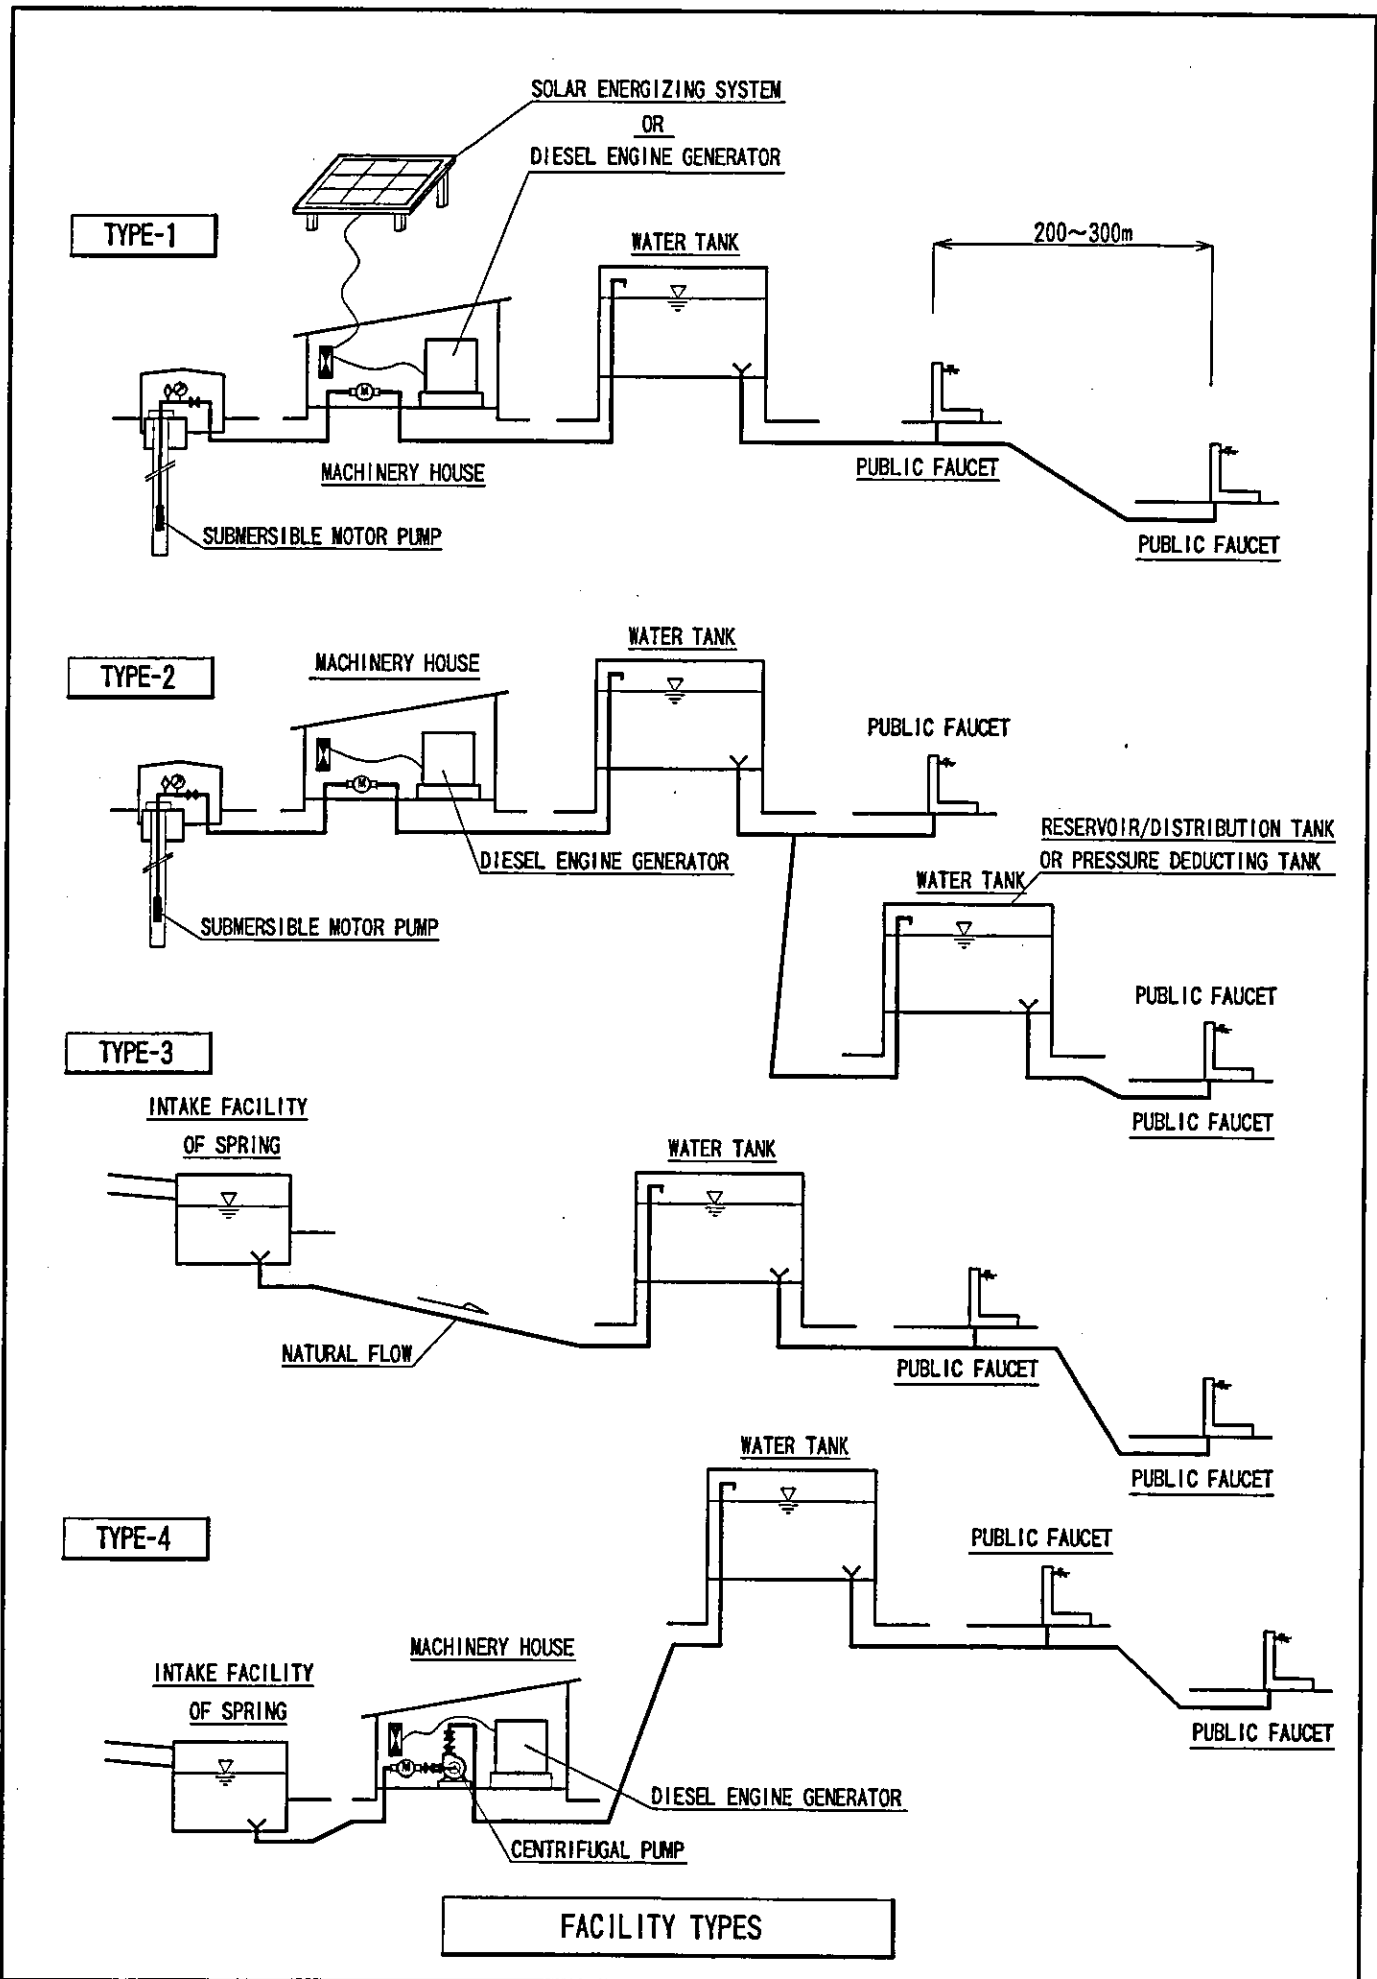 SOLAR ENERGIZING SYSTEM
OR
DIESEL ENGINE GENERATOR
TYPE-1
WATER TANK
200~300m
M
MACHINERY HOUSE
PUBLIC FAUCET
SUBMERSIBLE MOTOR PUMP
PUBLIC FAUCET
TYPE-2
MACHINERY HOUSE
WATER TANK
PUBLIC FAUCET
M
RESERVOIR/DISTRIBUTION TANK
OR PRESSURE DEDUCTING TANK
DIESEL ENGINE GENERATOR
WATER TANK
SUBMERSIBLE MOTOR PUMP
PUBLIC FAUCET
PUBLIC FAUCET
TYPE-3
INTAKE FACILITY
OF SPRING
WATER TANK
NATURAL FLOW
PUBLIC FAUCET
PUBLIC FAUCET
TYPE-4
WATER TANK
PUBLIC FAUCET
MACHINERY HOUSE
INTAKE FACILITY
OF SPRING
M
PUBLIC FAUCET
DIESEL ENGINE GENERATOR
CENTRIFUGAL PUMP
FACILITY TYPES